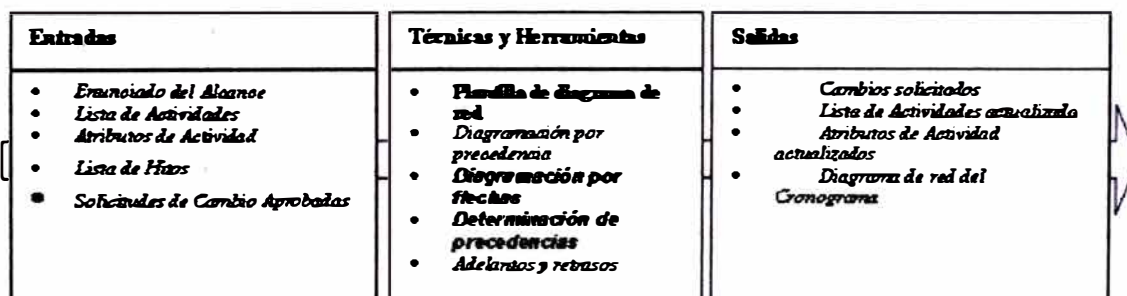 Entradas
• Enunciado del Alcance
• Lista de Actividades
• Atributos de Actividad
• Lista de Hitos
• Solicitudes de Cambio Aprobadas
Técnicas y Herramientas
• Plantilla de diagrama de
red
• Diagramación por
precedencia
• Diagramación por
flechas
• Determinación de
precedencias
• Adelantos y retrasos
Salidas
• Cambios solicitados
• Lista de Actividades actualizada
• Atributos de Actividad
actualizados
• Diagrama de red del
Cronograma